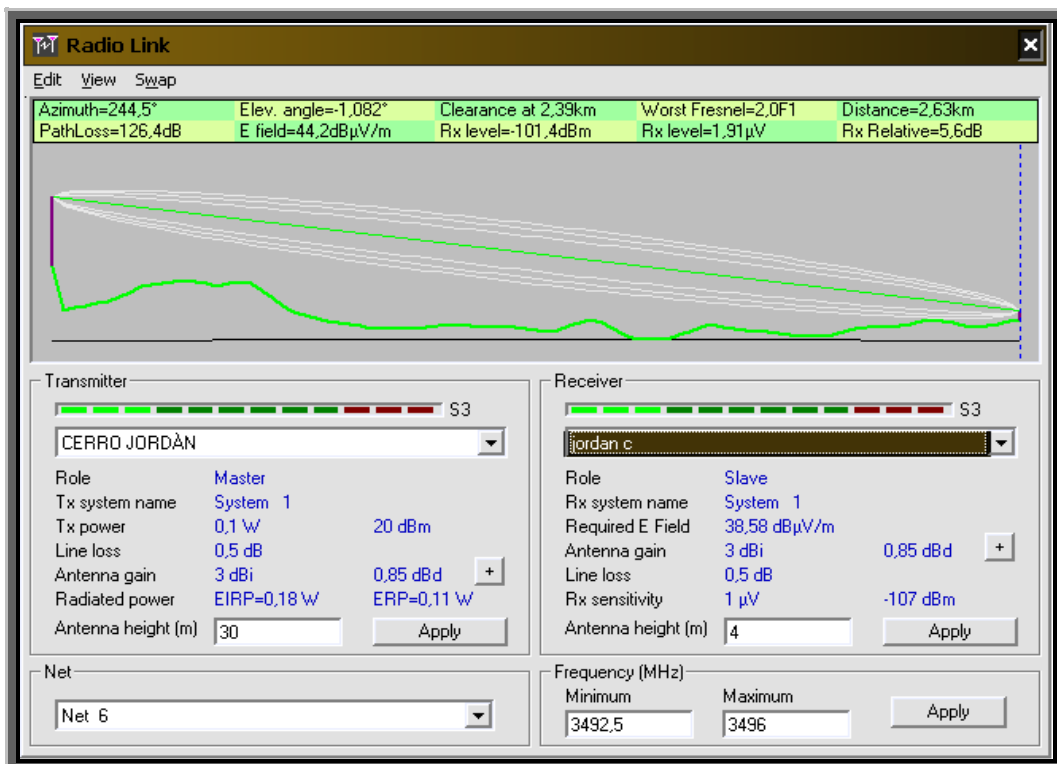 Radio Link
Edit View Swap
Azimuth=244,5° Elev. angle=-1,082° Clearance at 2,39km Worst Fresnel=2,0F1 Distance=2,63km
PathLoss=126,4dB E field=44,2dBµV/m Rx level=-101,4dBm Rx level=1,91µV Rx Relative=5,6dB
Transmitter
S3
CERRO JORDÀN
Role Master
Tx system name System 1
Tx power 0,1 W 20 dBm
Line loss 0,5 dB
Antenna gain 3 dBi 0,85 dBd +
Radiated power EIRP=0,18 W ERP=0,11 W
Antenna height (m) 30 Apply
Receiver
S3
jordan c
Role Slave
Rx system name System 1
Required E Field 38,58 dBµV/m
Antenna gain 3 dBi 0,85 dBd +
Line loss 0,5 dB
Rx sensitivity 1 µV -107 dBm
Antenna height (m) 4 Apply
Net
Net 6
Frequency (MHz)
Minimum Maximum
3492,5 3496 Apply